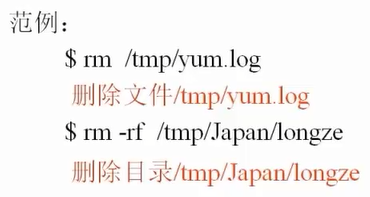 范例：
$ rm /tmp/yum.log
删除文件/tmp/yum.log
$ rm -rf /tmp/Japan/longze
删除目录/tmp/Japan/longze